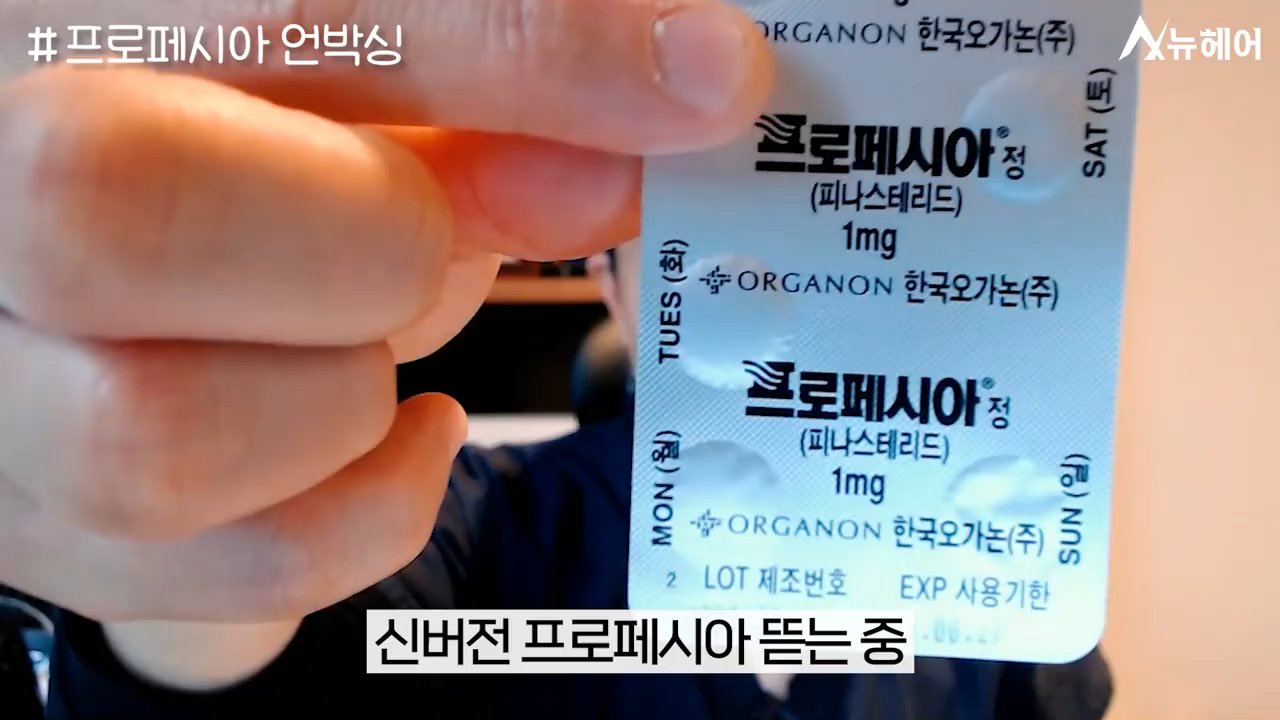 #프로페시아 언박싱
뉴헤어
ORGANON 한국오가논(주)
SAT (토)
프로페시아® 정
(피나스테리드)
1mg
TUES (화)
ORGANON 한국오가논(주)
프로페시아® 정
(피나스테리드)
1mg
MON (월)
SUN (일)
ORGANON 한국오가논(주)
2 LOT 제조번호 EXP 사용기한
신버전 프로페시아 뜯는 중